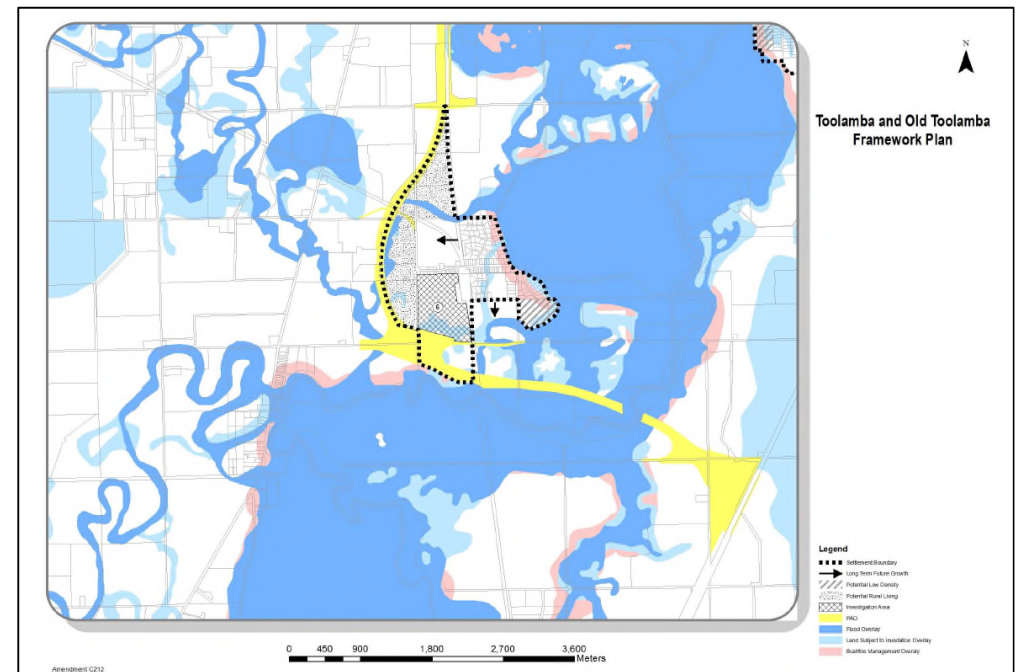 N
Toolamba and Old Toolamba
Framework Plan
6
Legend
Settlement Boundary
Long Term Future Growth
Potential Low Density
Potential Rural Living
Investigation Area
PAO
Flood Overlay
Land Subject to Inundation Overlay
Bushfire Management Overlay
0 450 900 1,800 2,700 3,600
Meters
Amendment C212